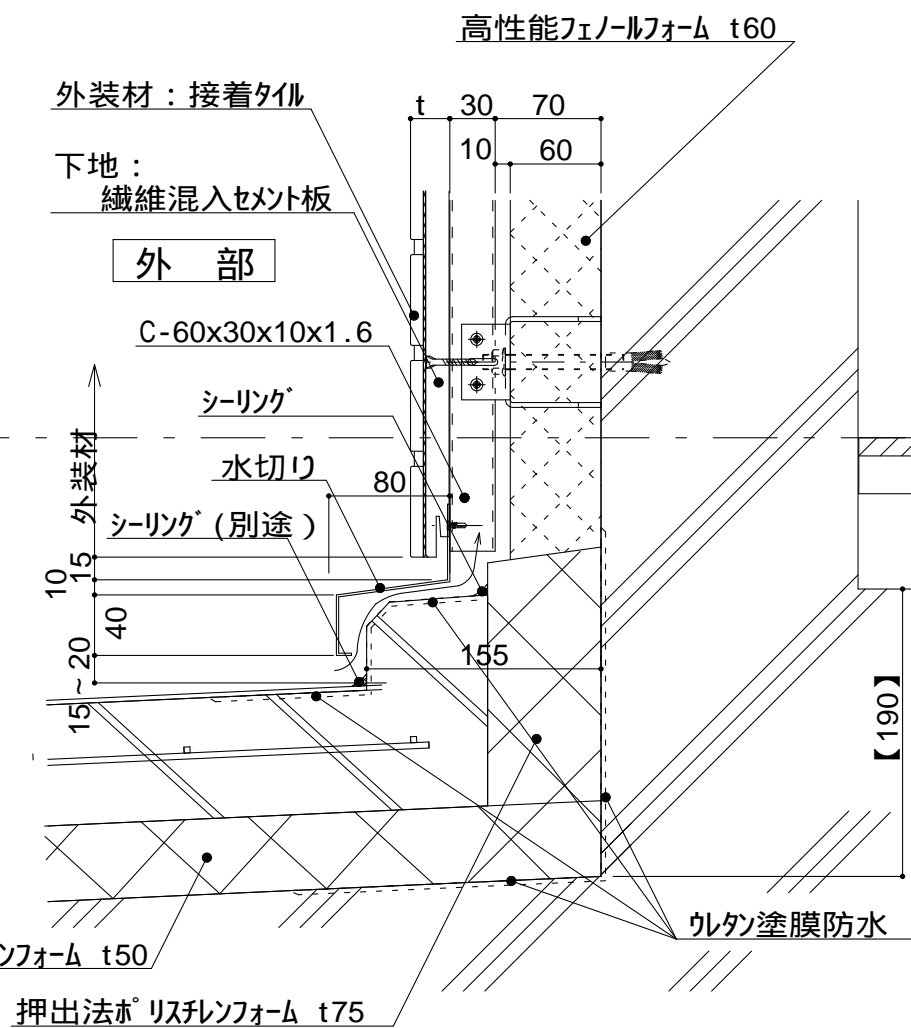 高性能フェノールフォーム t60
外装材：接着タイル
t 30 70
10 60
下地：
繊維混入セメント板
外 部
C-60x30x10x1.6
シーリング
外装材
水切り
80
シーリング(別途)
15
10
40
15~20
155
【190】
ウレタン塗膜防水
ンフォーム t50
押出法ポリスチレンフォーム t75